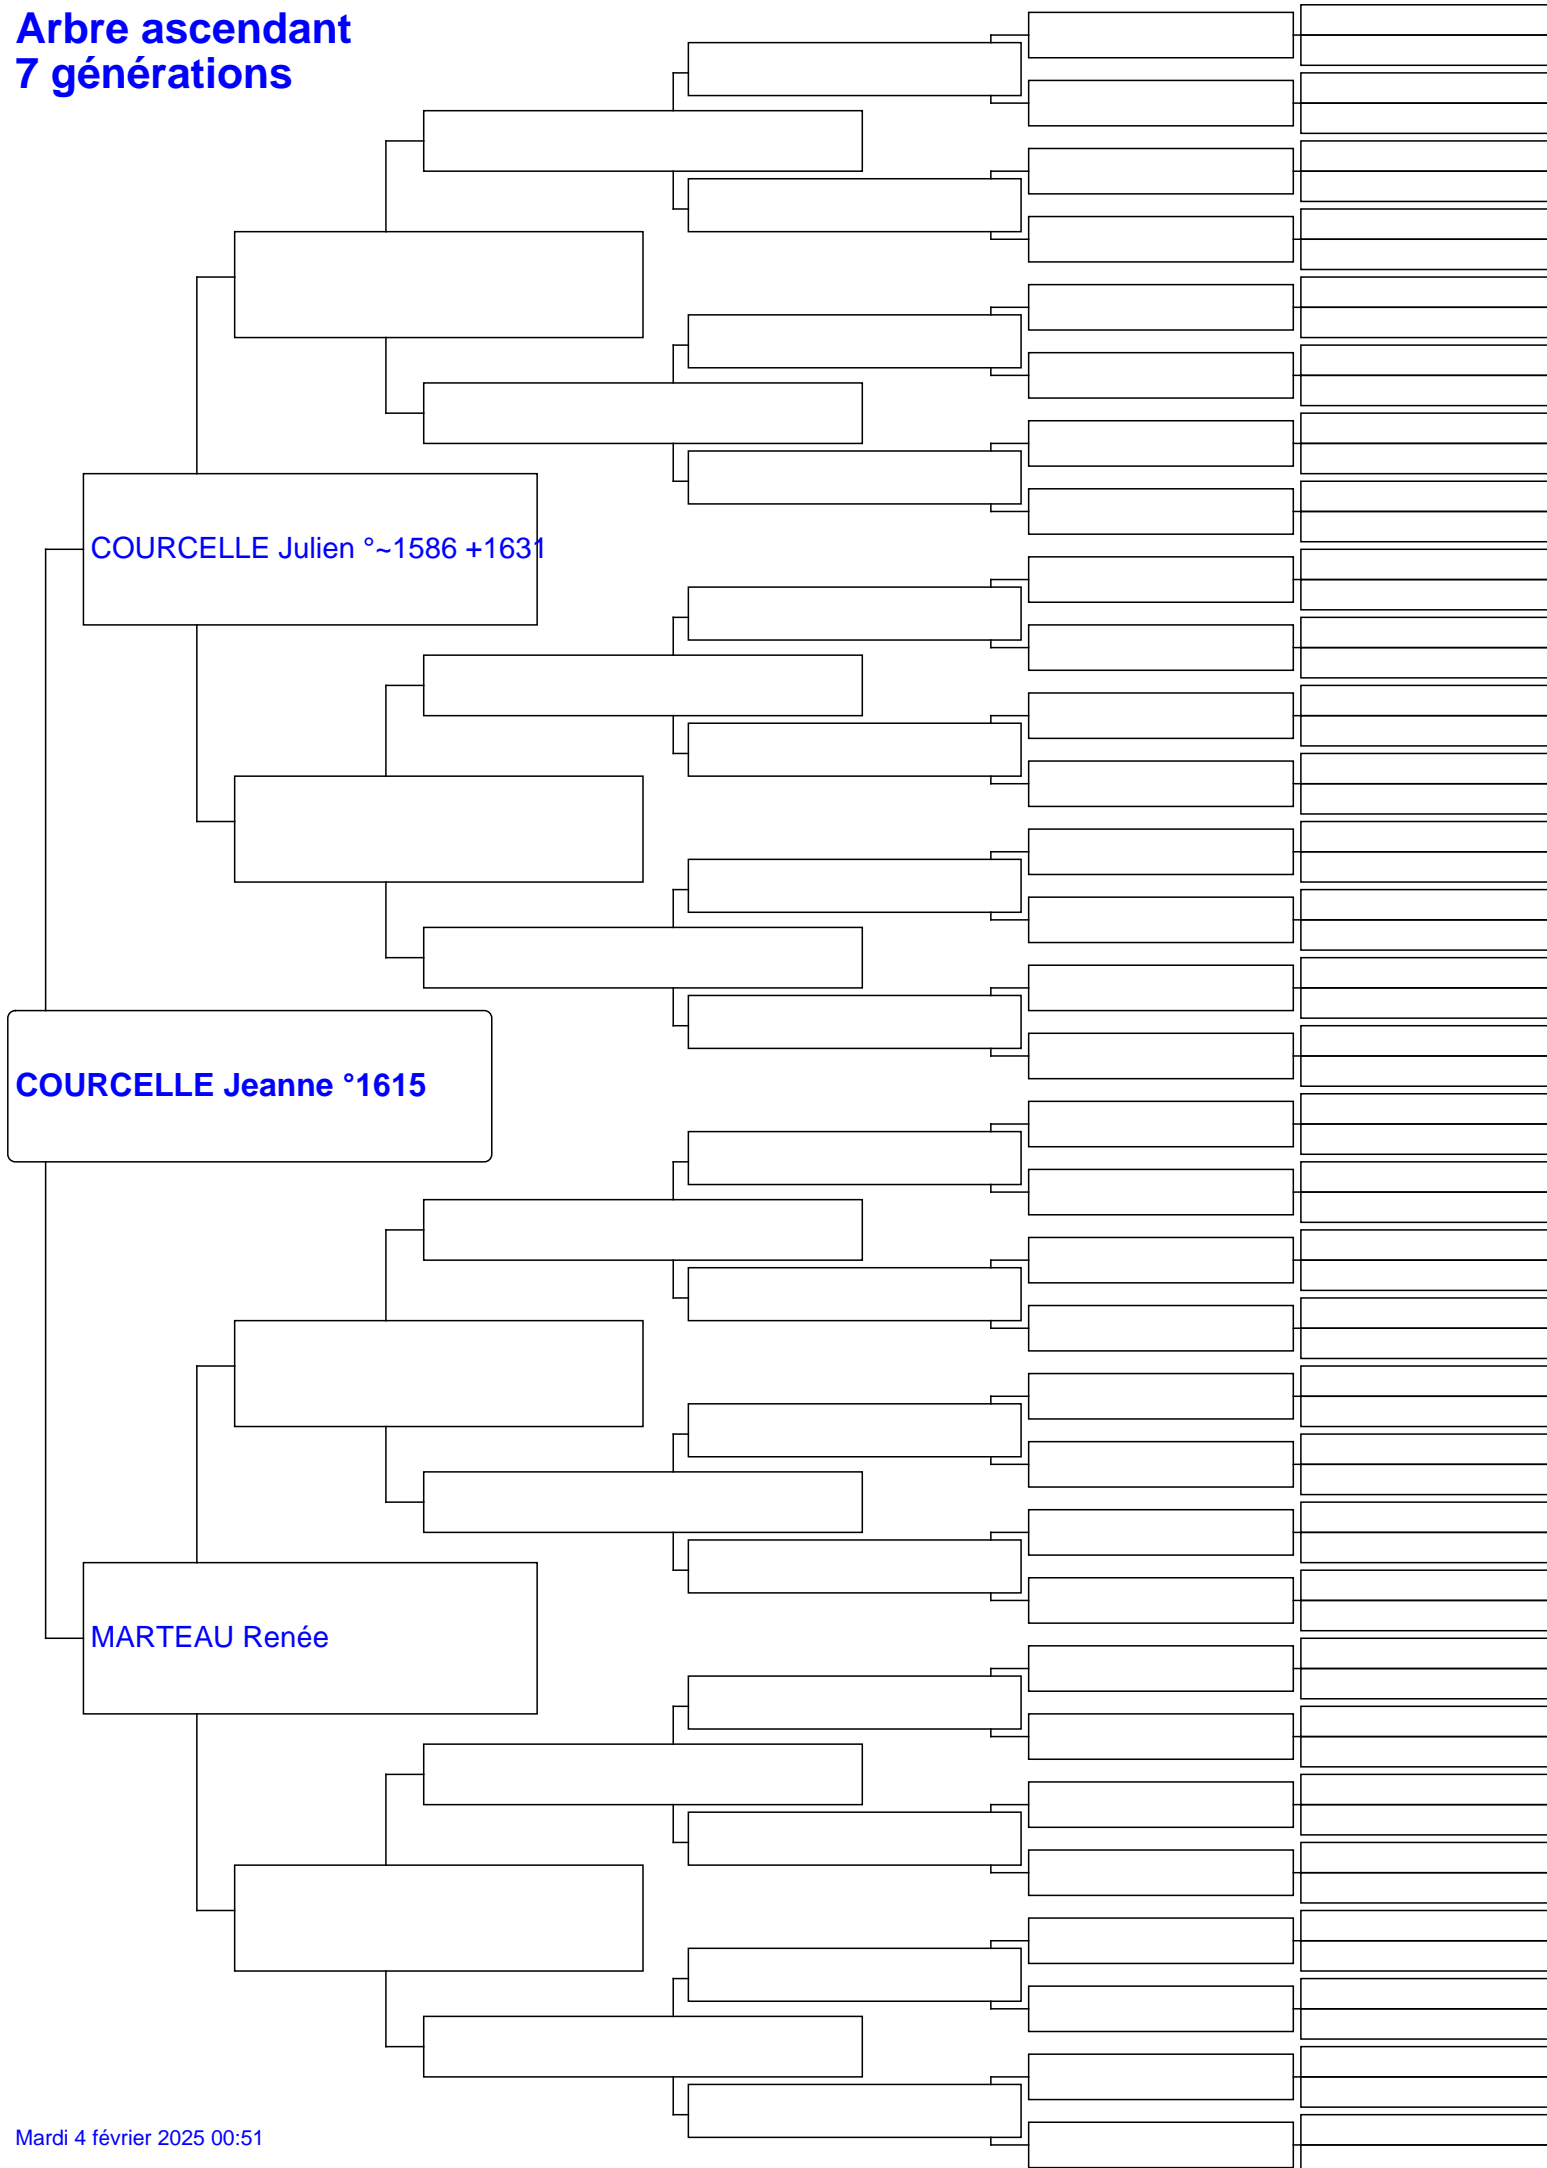 Arbre ascendant
7 générations
COURCELLE Julien °~1586 +1631
COURCELLE Jeanne °1615
MARTEAU Renée
Mardi 4 février 2025 00:51